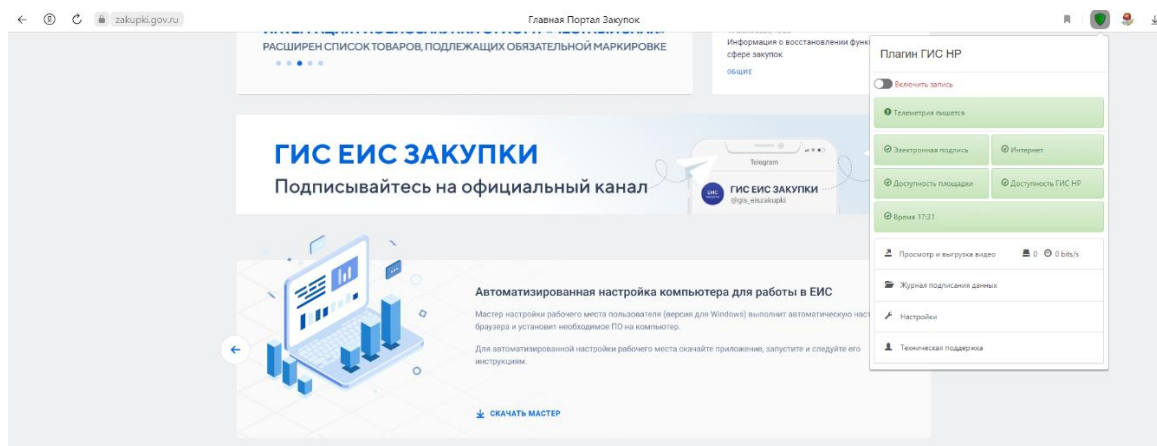 zakupki.gov.ru
Главная Портал Закупок
РАСШИРЕН СПИСОК ТОВАРОВ, ПОДЛЕЖАЩИХ ОБЯЗАТЕЛЬНОЙ МАРКИРОВКЕ
Информация о восстановлении функ
сфере закупок
ОБЩИЕ
ГИС ЕИС ЗАКУПКИ
Подписывайтесь на официальный канал
Telegram
ГИС ЕИС ЗАКУПКИ
@gis_eiszakupki
Автоматизированная настройка компьютера для работы в ЕИС
Мастер настройки рабочего места пользователя (версия для Windows) выполнит автоматическую наст
браузера и установит необходимое ПО на компьютер.
Для автоматизированной настройки рабочего места скачайте приложение, запустите и следуйте его
инструкциям.
СКАЧАТЬ МАСТЕР
Плагин ГИС НР
Включить запись
Телеметрия пишется
Электронная подпись
Интернет
Доступность площадки
Доступность ГИС НР
Время 17:31
Просмотр и выгрузка видео 0 0 bits/s
Журнал подписания данных
Настройки
Техническая поддержка